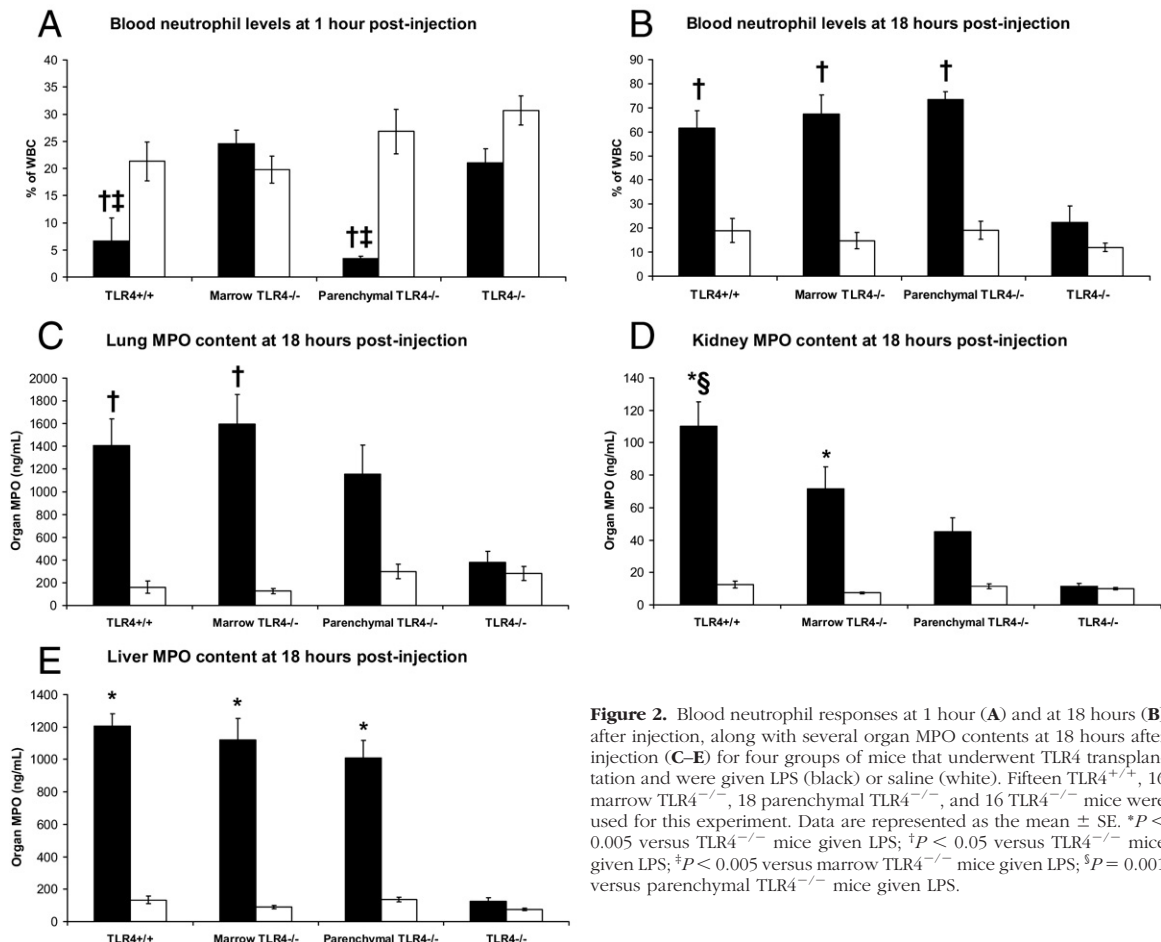 A
Blood neutrophil levels at 1 hour post-injection
% of WBC
40
35
30
25
20
15
10
5
0
†‡
†‡
TLR4+/+
Marrow TLR4-/-
Parenchymal TLR4-/-
TLR4-/-
B
Blood neutrophil levels at 18 hours post-injection
% of WBC
90
80
70
60
50
40
30
20
10
0
†
†
†
TLR4+/+
Marrow TLR4-/-
Parenchymal TLR4-/-
TLR4-/-
C
Lung MPO content at 18 hours post-injection
Organ MPO (ng/mL)
2000
1800
1600
1400
1200
1000
800
600
400
200
0
†
†
TLR4+/+
Marrow TLR4-/-
Parenchymal TLR4-/-
TLR4-/-
D
Kidney MPO content at 18 hours post-injection
Organ MPO (ng/mL)
140
120
100
80
60
40
20
0
*§
*
TLR4+/+
Marrow TLR4-/-
Parenchymal TLR4-/-
TLR4-/-
E
Liver MPO content at 18 hours post-injection
Organ MPO (ng/mL)
1400
1200
1000
800
600
400
200
0
*
*
*
TLR4+/+
Marrow TLR4-/-
Parenchymal TLR4-/-
TLR4-/-
Figure 2. Blood neutrophil responses at 1 hour (A) and at 18 hours (B)
after injection, along with several organ MPO contents at 18 hours after
injection (C–E) for four groups of mice that underwent TLR4 transplan
tation and were given LPS (black) or saline (white). Fifteen TLR4+/+, 16
marrow TLR4−/−, 18 parenchymal TLR4−/−, and 16 TLR4−/− mice were
used for this experiment. Data are represented as the mean ± SE. *P <
0.005 versus TLR4−/− mice given LPS; †P < 0.05 versus TLR4−/− mice
given LPS; ‡P < 0.005 versus marrow TLR4−/− mice given LPS; §P = 0.001
versus parenchymal TLR4−/− mice given LPS.